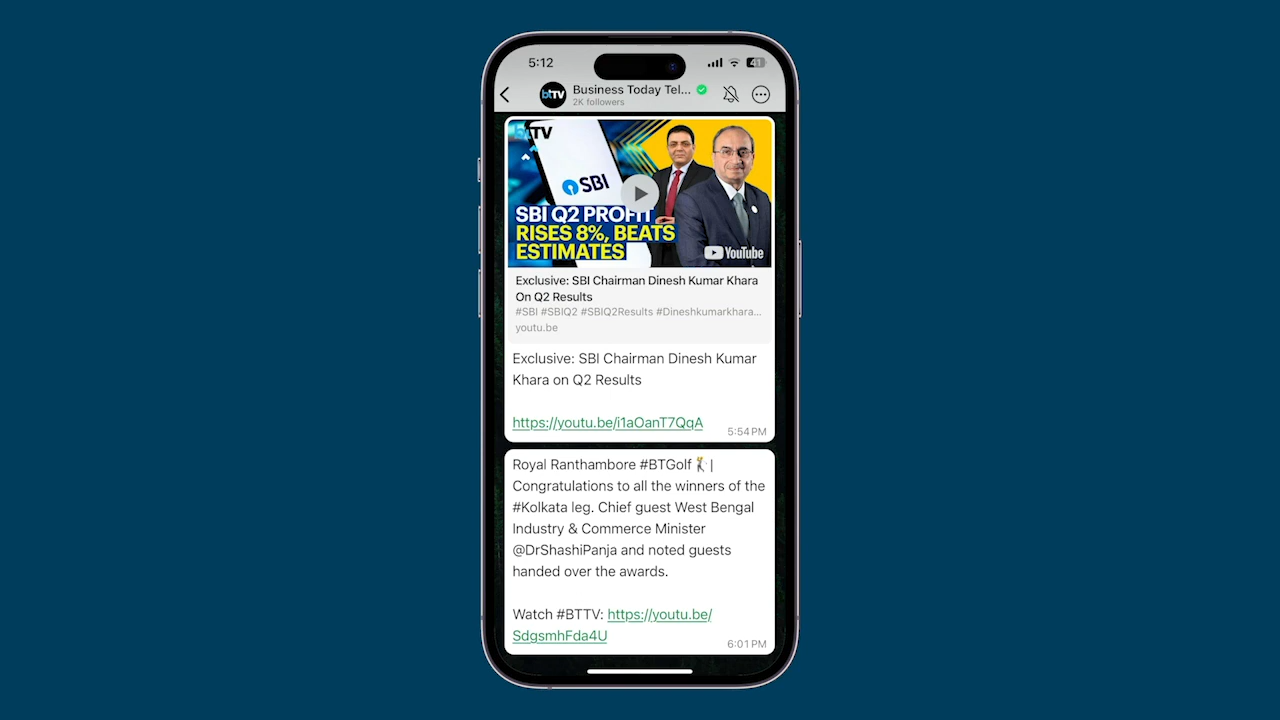 5:12
41
btTV
Business Today Tel...
2K followers
btTV
SBI
SBI Q2 PROFIT
RISES 8%, BEATS
ESTIMATES
YouTube
Exclusive: SBI Chairman Dinesh Kumar Khara
On Q2 Results
#SBI #SBIQ2 #SBIQ2Results #Dineshkumarkhara...
youtu.be
Exclusive: SBI Chairman Dinesh Kumar
Khara on Q2 Results
https://youtu.be/i1aOanT7QqA
5:54 PM
Royal Ranthambore #BTGolf🏌|
Congratulations to all the winners of the
#Kolkata leg. Chief guest West Bengal
Industry & Commerce Minister
@DrShashiPanja and noted guests
handed over the awards.
Watch #BTTV: https://youtu.be/
SdgsmhFda4U
6:01 PM